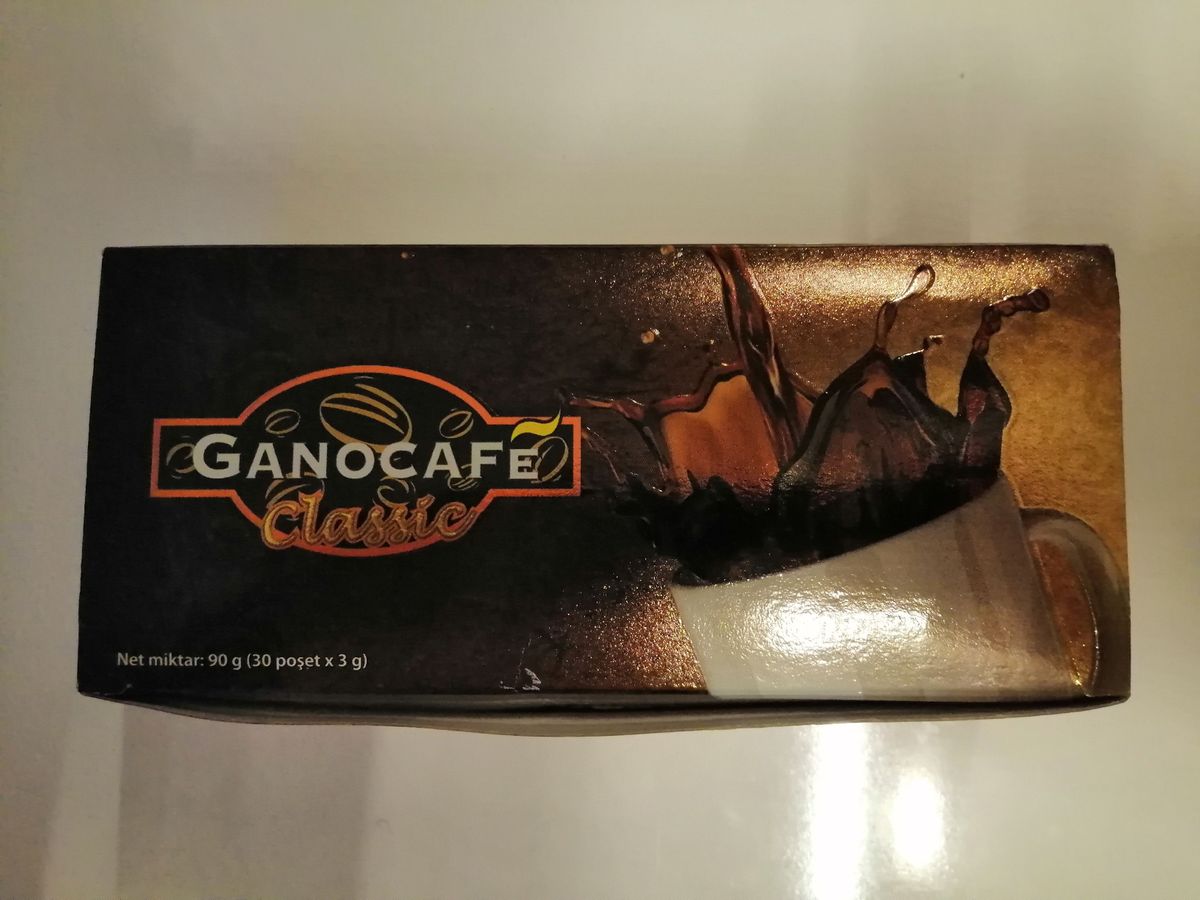 GANOCAFé
Classic
Net miktar: 90 g (30 poşet x 3 g)